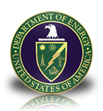 DEPARTMENT OF ENERGY
UNITED STATES OF AMERICA